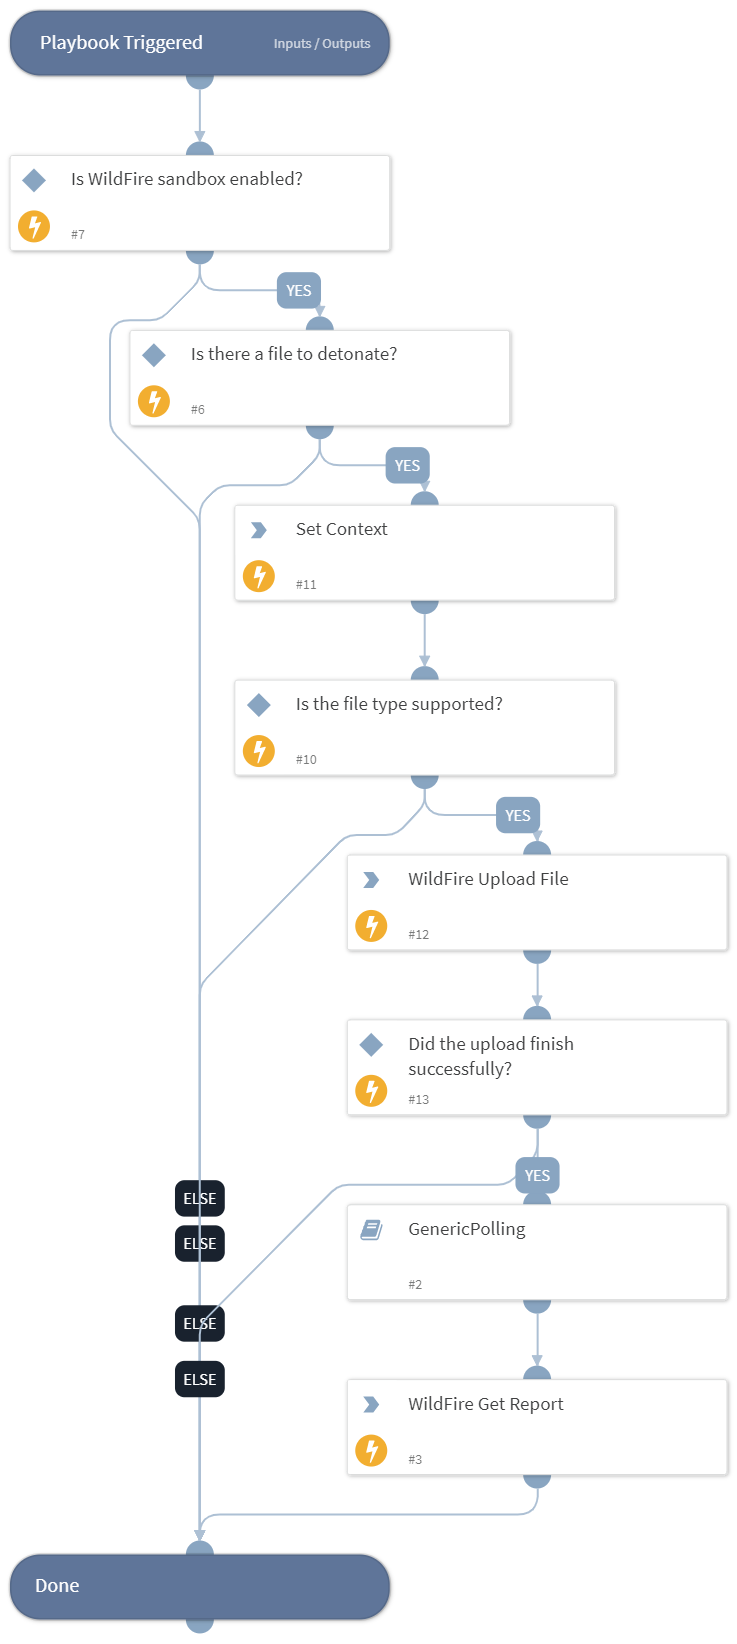 Playbook Triggered
Inputs / Outputs
Is WildFire sandbox enabled?
#7
YES
Is there a file to detonate?
#6
YES
Set Context
#11
Is the file type supported?
#10
YES
WildFire Upload File
#12
Did the upload finish
successfully?
#13
YES
ELSE
GenericPolling
ELSE
#2
ELSE
ELSE
WildFire Get Report
#3
Done